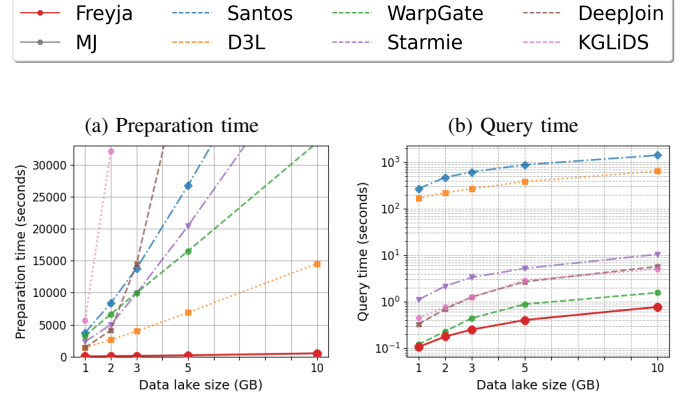 Freyja Santos WarpGate DeepJoin
MJ D3L Starmie KGLiDS
(a) Preparation time (b) Query time
Preparation time (seconds)
30000
25000
20000
15000
10000
5000
0
1 2 3 5 10
Data lake size (GB)
Query time (seconds)
10³
10²
10¹
10⁰
10⁻¹
1 2 3 5 10
Data lake size (GB)